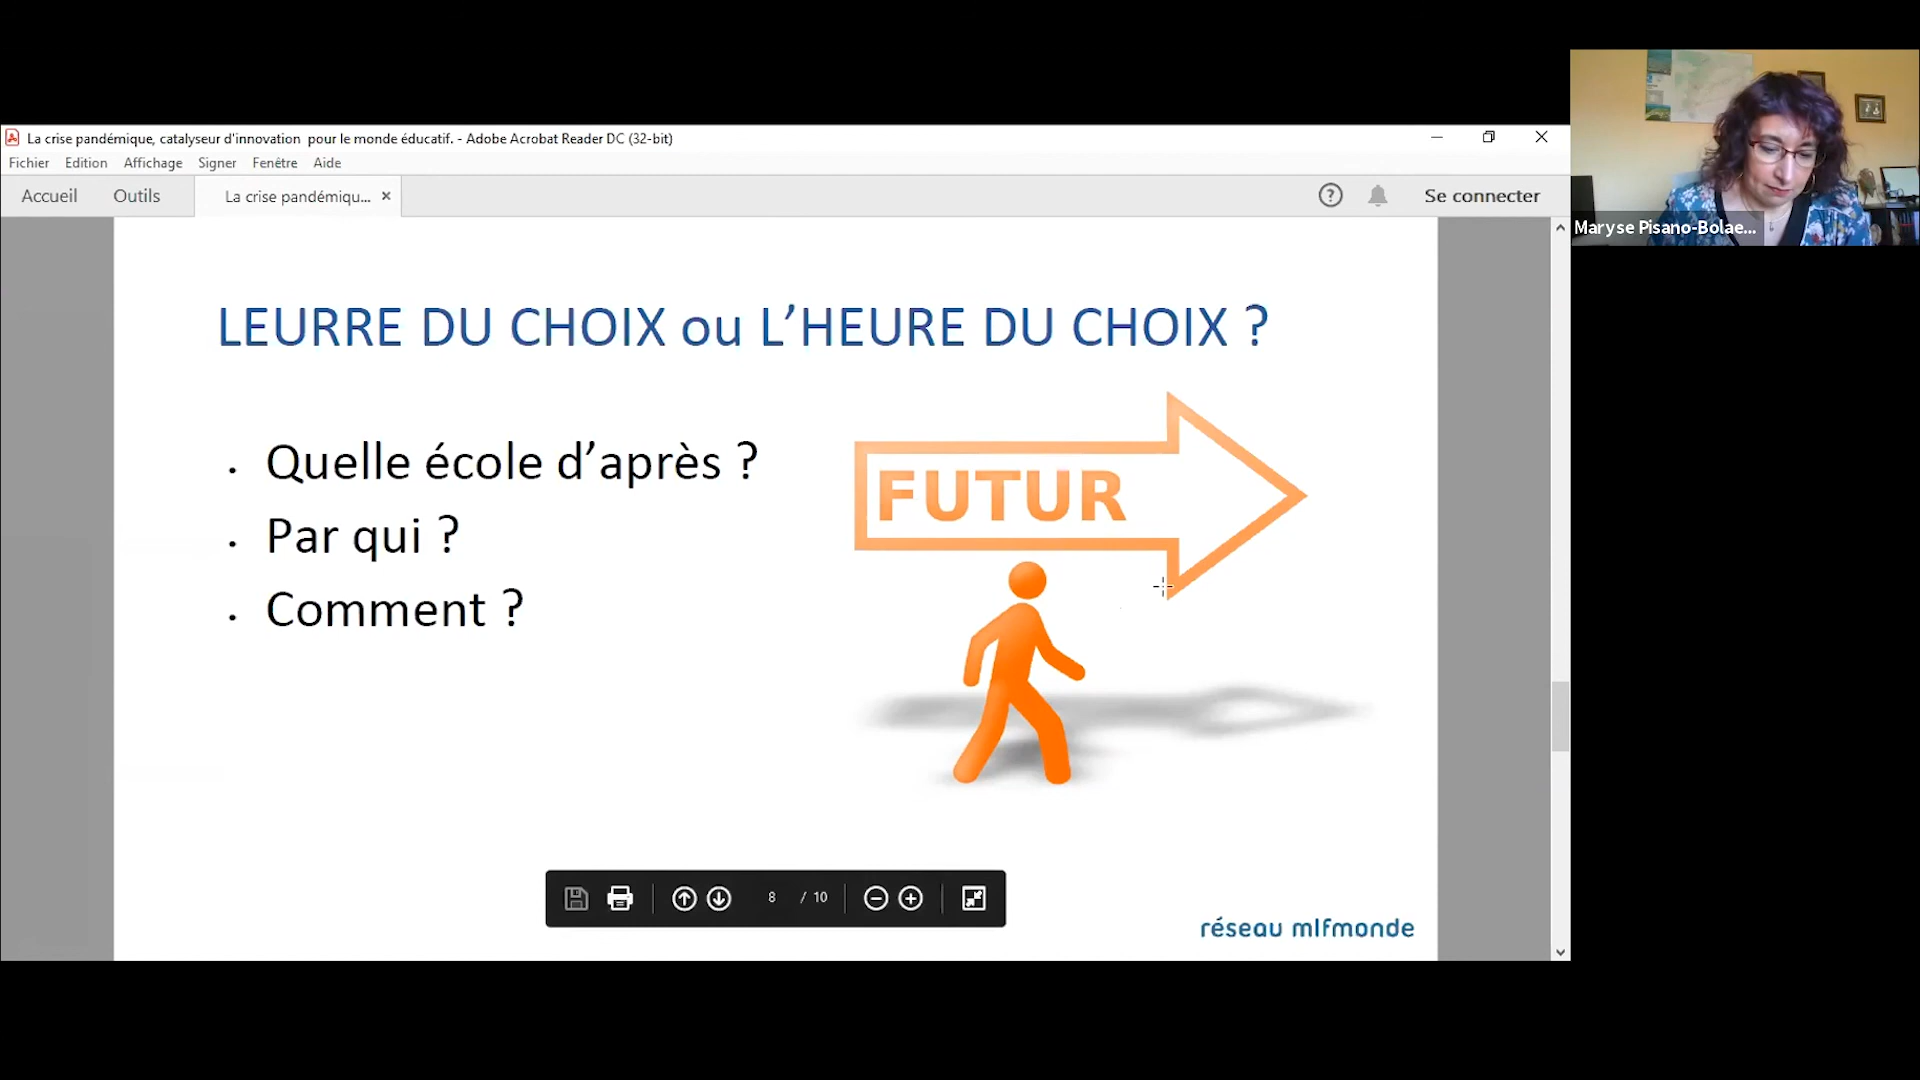 La crise pandémique, catalyseur d'innovation  pour le monde éducatif. - Adobe Acrobat Reader DC (32-bit)
Fichier Edition Affichage Signer Fenêtre Aide
Accueil Outils La crise pandémiqu... × Se connecter
Maryse Pisano-Bolae...
LEURRE DU CHOIX ou L’HEURE DU CHOIX ?
• Quelle école d’après ?
• Par qui ?
• Comment ?
FUTUR
8 / 10
réseau mlfmonde